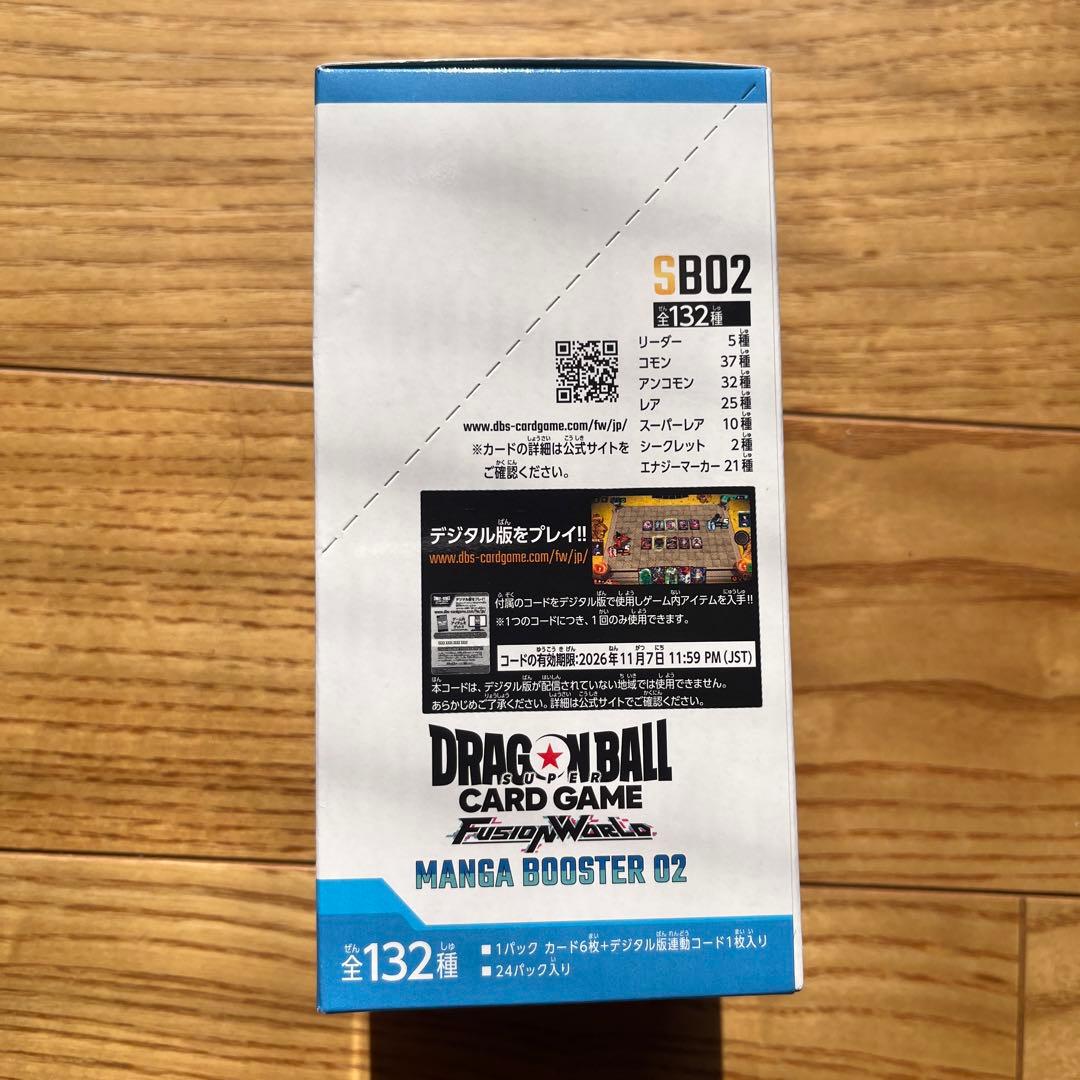 SB02
全132種
リーダー 5種
コモン 37種
アンコモン 32種
レア 25種
スーパーレア 10種
シークレット 2種
エナジーマーカー 21種
www.dbs-cardgame.com/fw/jp/
※カードの詳細は公式サイトを
ご確認ください。
デジタル版をプレイ!!
www.dbs-cardgame.com/fw/jp/
付属のコードをデジタル版で使用しゲーム内アイテムを入手!!
※1つのコードにつき、1回のみ使用できます。
コードの有効期限:2026年11月7日 11:59 PM (JST)
本コードは、デジタル版が配信されていない地域では使用できません。
あらかじめご了承ください。詳細は公式サイトでご確認ください。
DRAGON BALL
SUPER
CARD GAME
FUSION WORLD
MANGA BOOSTER 02
全132種
■1パック カード6枚+デジタル版連動コード1枚入り
■24パック入り